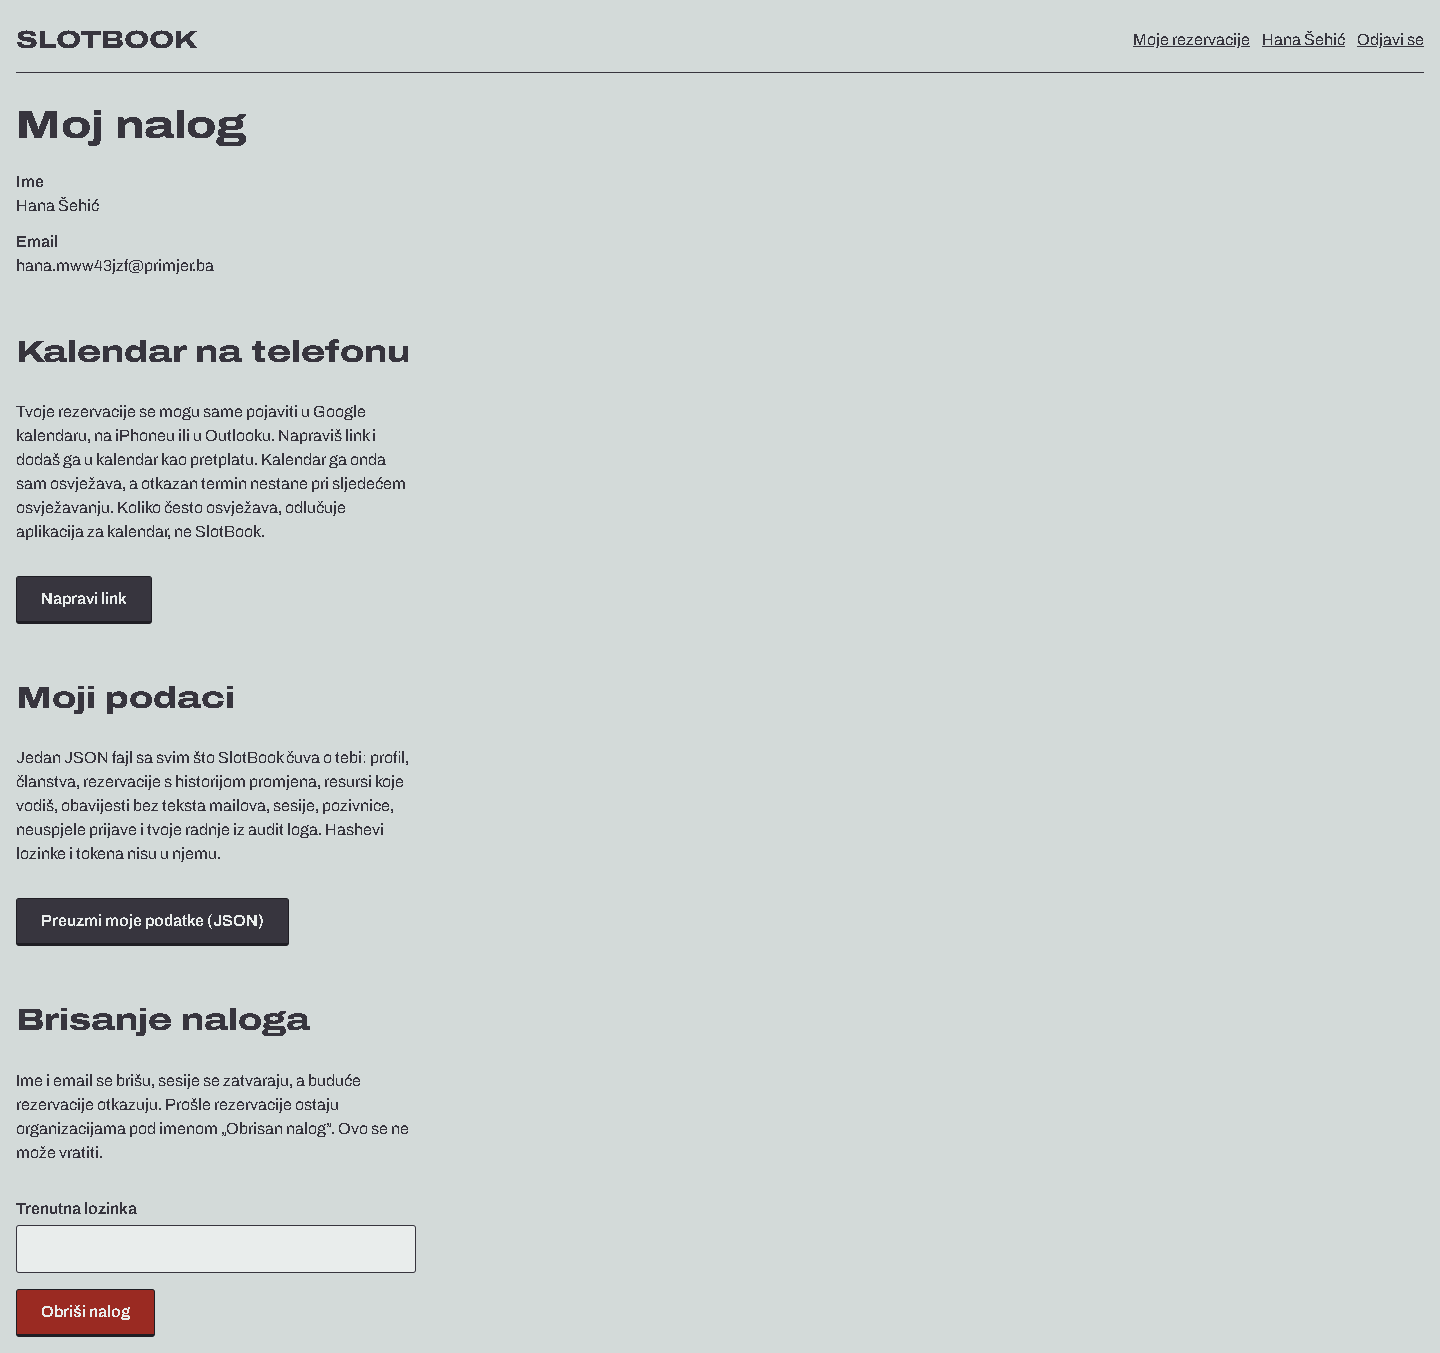 SLOTBOOK
Moje rezervacije Hana Šehić Odjavi se
Moj nalog
Ime
Hana Šehić
Email
hana.mww43jzf@primjer.ba
Kalendar na telefonu
Tvoje rezervacije se mogu same pojaviti u Google
kalendaru, na iPhoneu ili u Outlooku. Napraviš link i
dodaš ga u kalendar kao pretplatu. Kalendar ga onda
sam osvježava, a otkazan termin nestane pri sljedećem
osvježavanju. Koliko često osvježava, odlučuje
aplikacija za kalendar, ne SlotBook.
Napravi link
Moji podaci
Jedan JSON fajl sa svim što SlotBook čuva o tebi: profil,
članstva, rezervacije s historijom promjena, resursi koje
vodiš, obavijesti bez teksta mailova, sesije, pozivnice,
neuspjele prijave i tvoje radnje iz audit loga. Hashevi
lozinke i tokena nisu u njemu.
Preuzmi moje podatke (JSON)
Brisanje naloga
Ime i email se brišu, sesije se zatvaraju, a buduće
rezervacije otkazuju. Prošle rezervacije ostaju
organizacijama pod imenom „Obrisan nalog”. Ovo se ne
može vratiti.
Trenutna lozinka
Obriši nalog